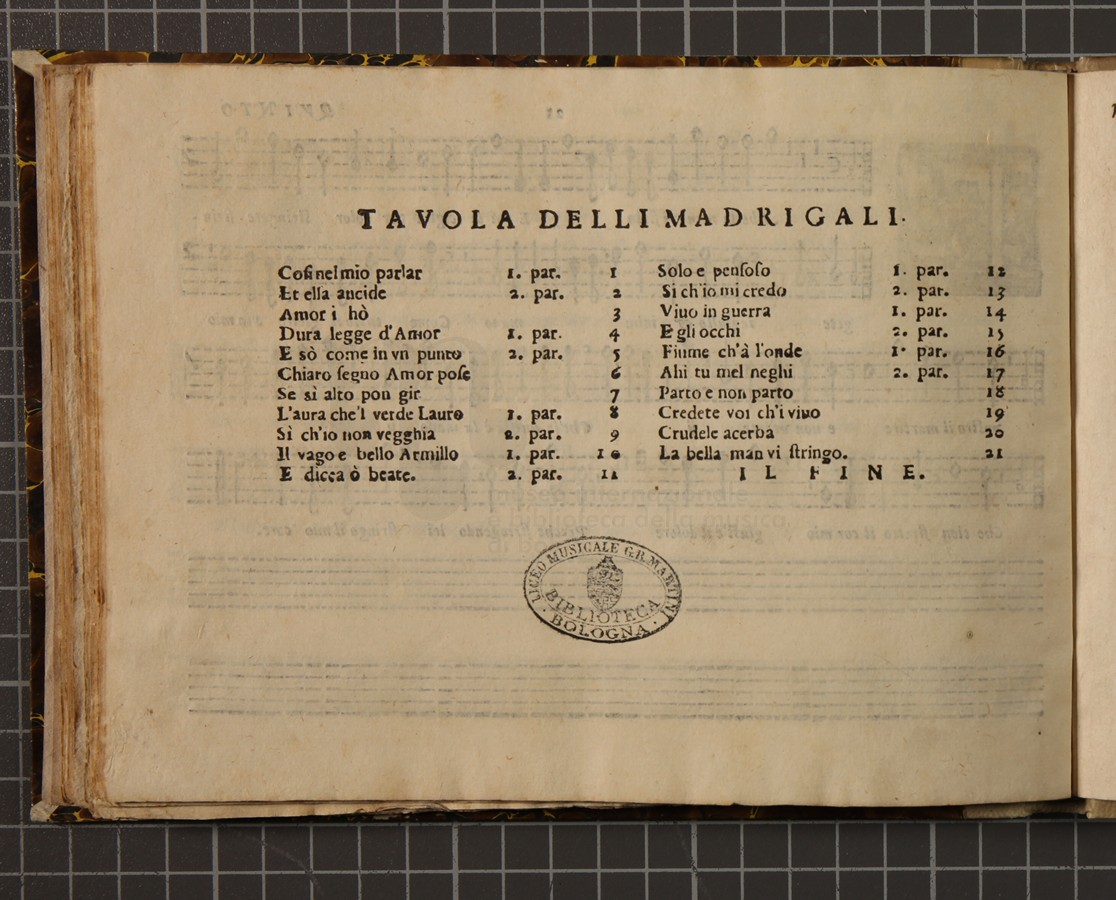 TAVOLA DELLI MADRIGALI.
Cosi nel mio parlar 1. par. 1
Et ella ancide 2. par. 2
Amor i hò 3
Dura legge d'Amor 1. par. 4
E sò come in vn punto 2. par. 5
Chiaro segno Amor pose 6
Se sì alto pon gir 7
L'aura che'l verde Lauro 1. par. 8
Sì ch'io non vegghia 2. par. 9
Il vago e bello Armillo 1. par. 10
E dicea ò beate. 2. par. 11
Solo e pensoso 1. par. 12
Si ch'io mi credo 2. par. 13
Viuo in guerra 1. par. 14
E gli occhi 2. par. 15
Fiume ch'à l'onde 1. par. 16
Ahi tu mel neghi 2. par. 17
Parto e non parto 18
Credete voi ch'i viuo 19
Crudele acerba 20
La bella man vi stringo. 21
IL FINE.
LICEO MUSICALE G.B. MARTINI
BIBLIOTECA
· BOLOGNA ·